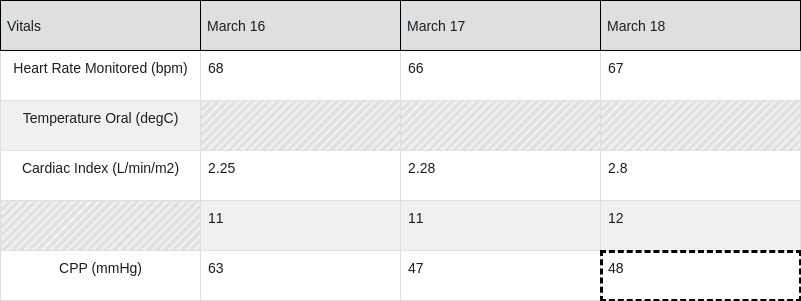 Vitals March 16 March 17 March 18
Heart Rate Monitored (bpm) 68 66 67
Temperature Oral (degC)
Cardiac Index (L/min/m2) 2.25 2.28 2.8
11 11 12
CPP (mmHg) 63 47 48